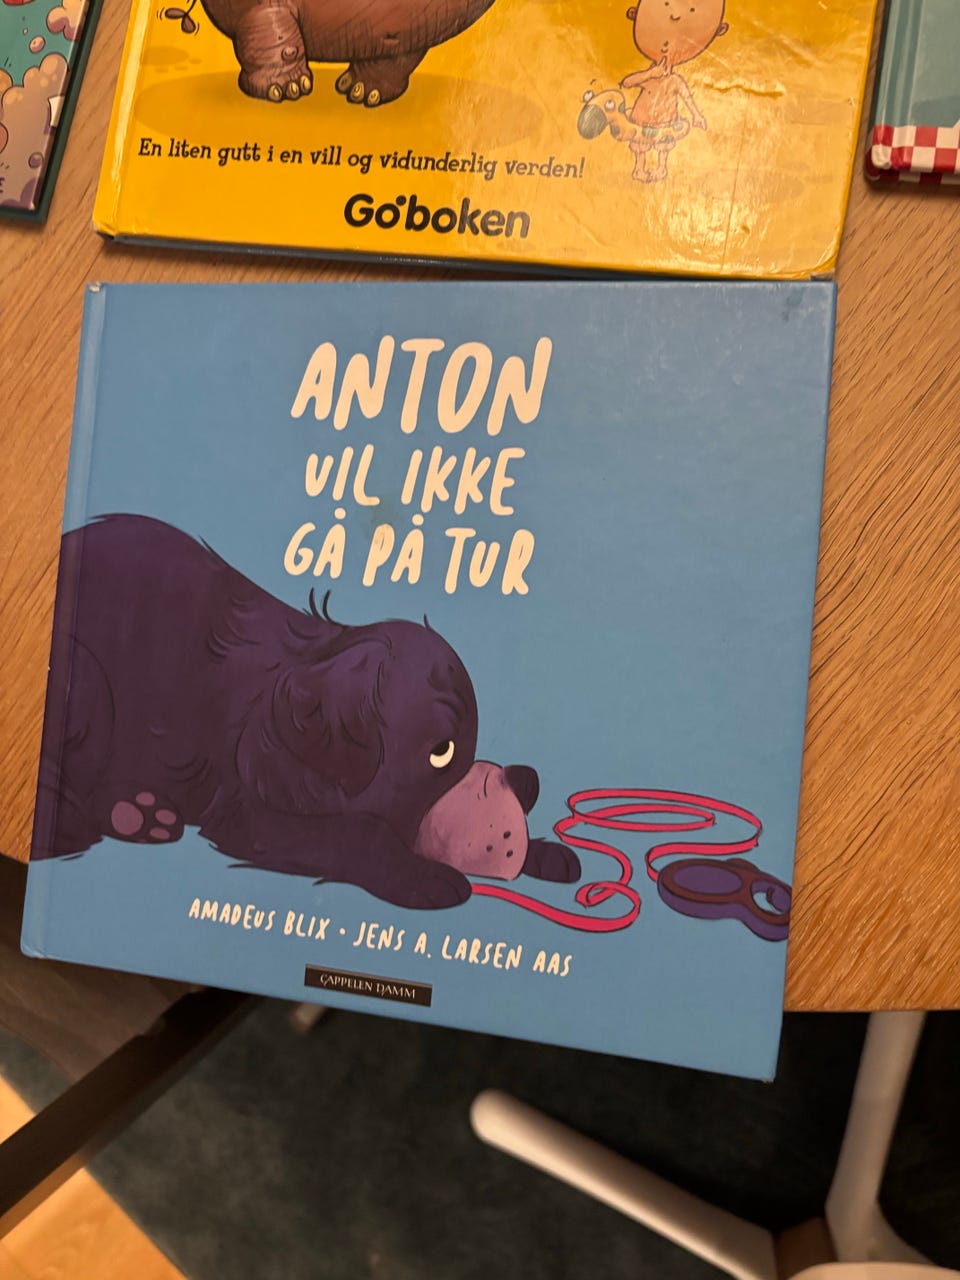 En liten gutt i en vill og vidunderlig verden!
Goboken
ANTON
VIL IKKE
GÅ PÅ TUR
AMADEUS BLIX • JENS A. LARSEN AAS
CAPPELEN DAMM